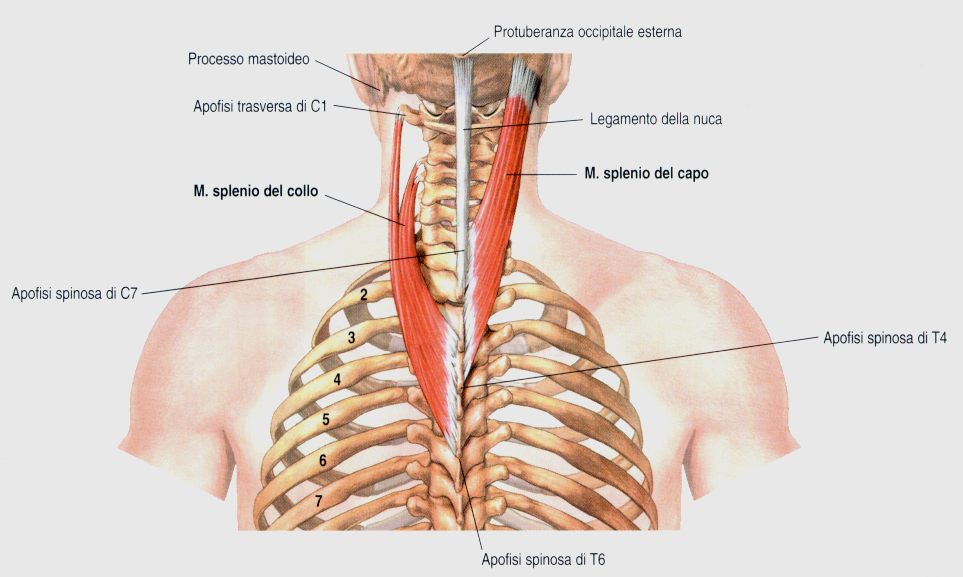 Protuberanza occipitale esterna
Processo mastoideo
Apofisi trasversa di C1
Legamento della nuca
M. splenio del capo
M. splenio del collo
Apofisi spinosa di C7
2
3
Apofisi spinosa di T4
4
5
6
7
Apofisi spinosa di T6